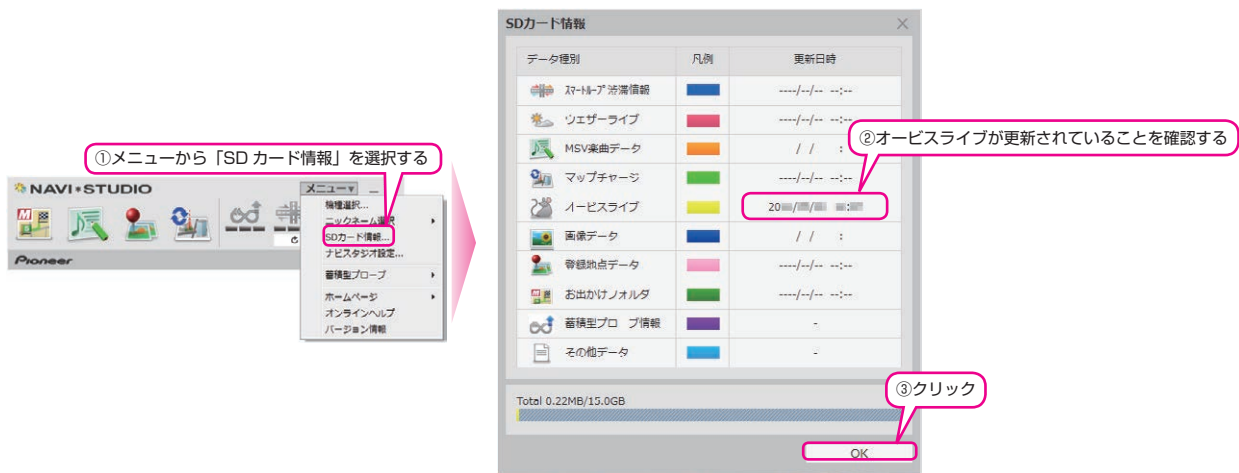 ①メニューから「SD カード情報」を選択する
NAVI*STUDIO
メニュー▼
機種選択...
ニックネーム選択
SDカード情報...
ナビスタジオ設定...
蓄積型プローブ
ホームページ
オンラインヘルプ
バージョン情報
Pioneer
SDカード情報
データ種別 凡例 更新日時
スマートループ渋滞情報 ----/--/-- --:--
ウェザーライブ ----/--/-- --:--
②オービスライブが更新されていることを確認する
MSV楽曲データ / / :
マップチャージ ----/--/-- --:--
イービスライブ 20
画像データ / / :
登録地点データ ----/--/-- --:--
お出かけフォルダ ----/--/-- --:--
蓄積型プロ ブ情報 -
その他データ -
③クリック
Total 0.22MB/15.0GB
OK